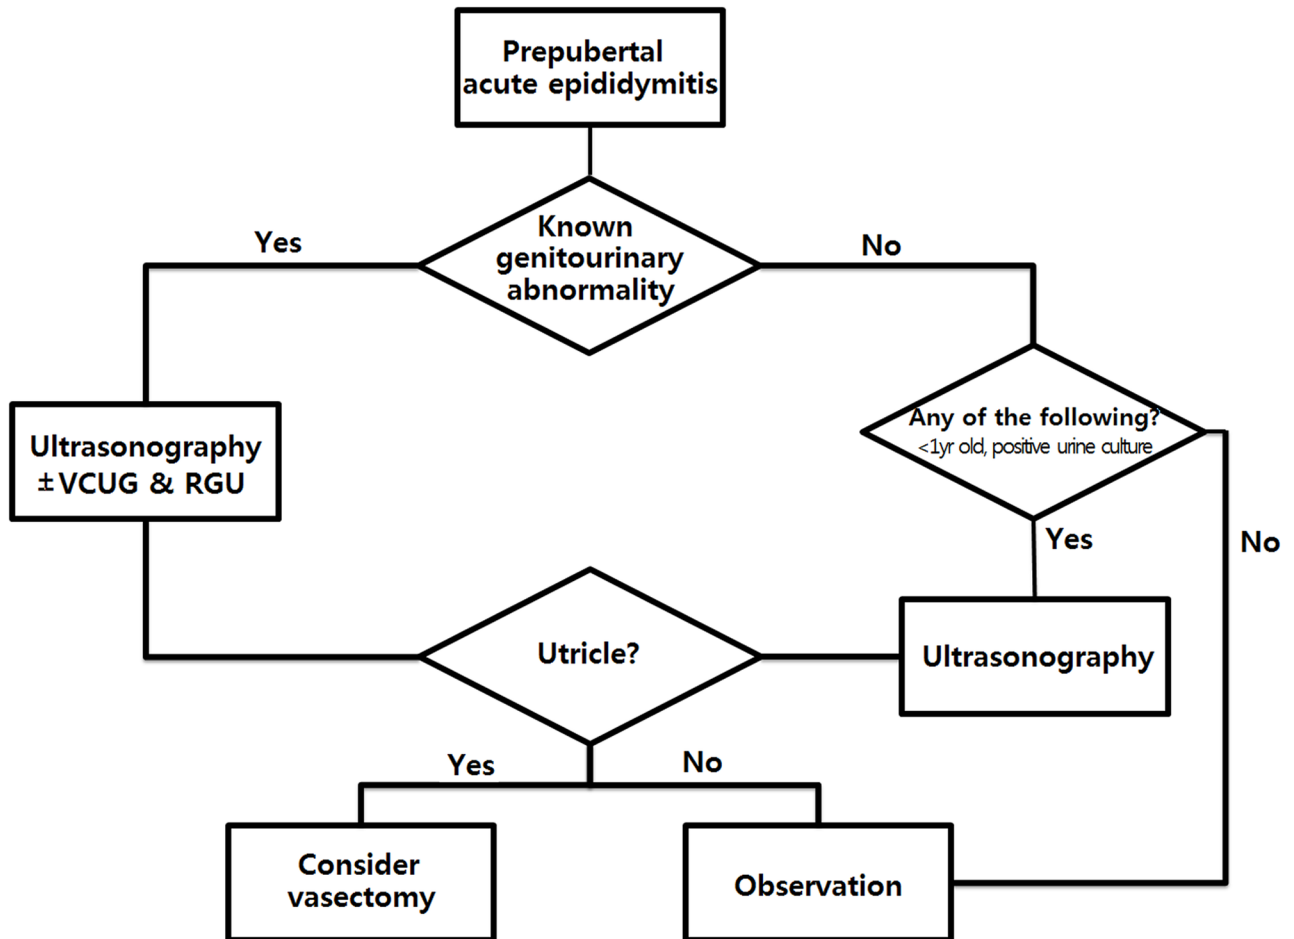 Prepubertal
acute epididymitis
Known
genitourinary
abnormality
Yes
No
Any of the following?
<1yr old, positive urine culture
Ultrasonography
±VCUG & RGU
Yes
No
Utricle?
Ultrasonography
Yes
No
Consider
vasectomy
Observation